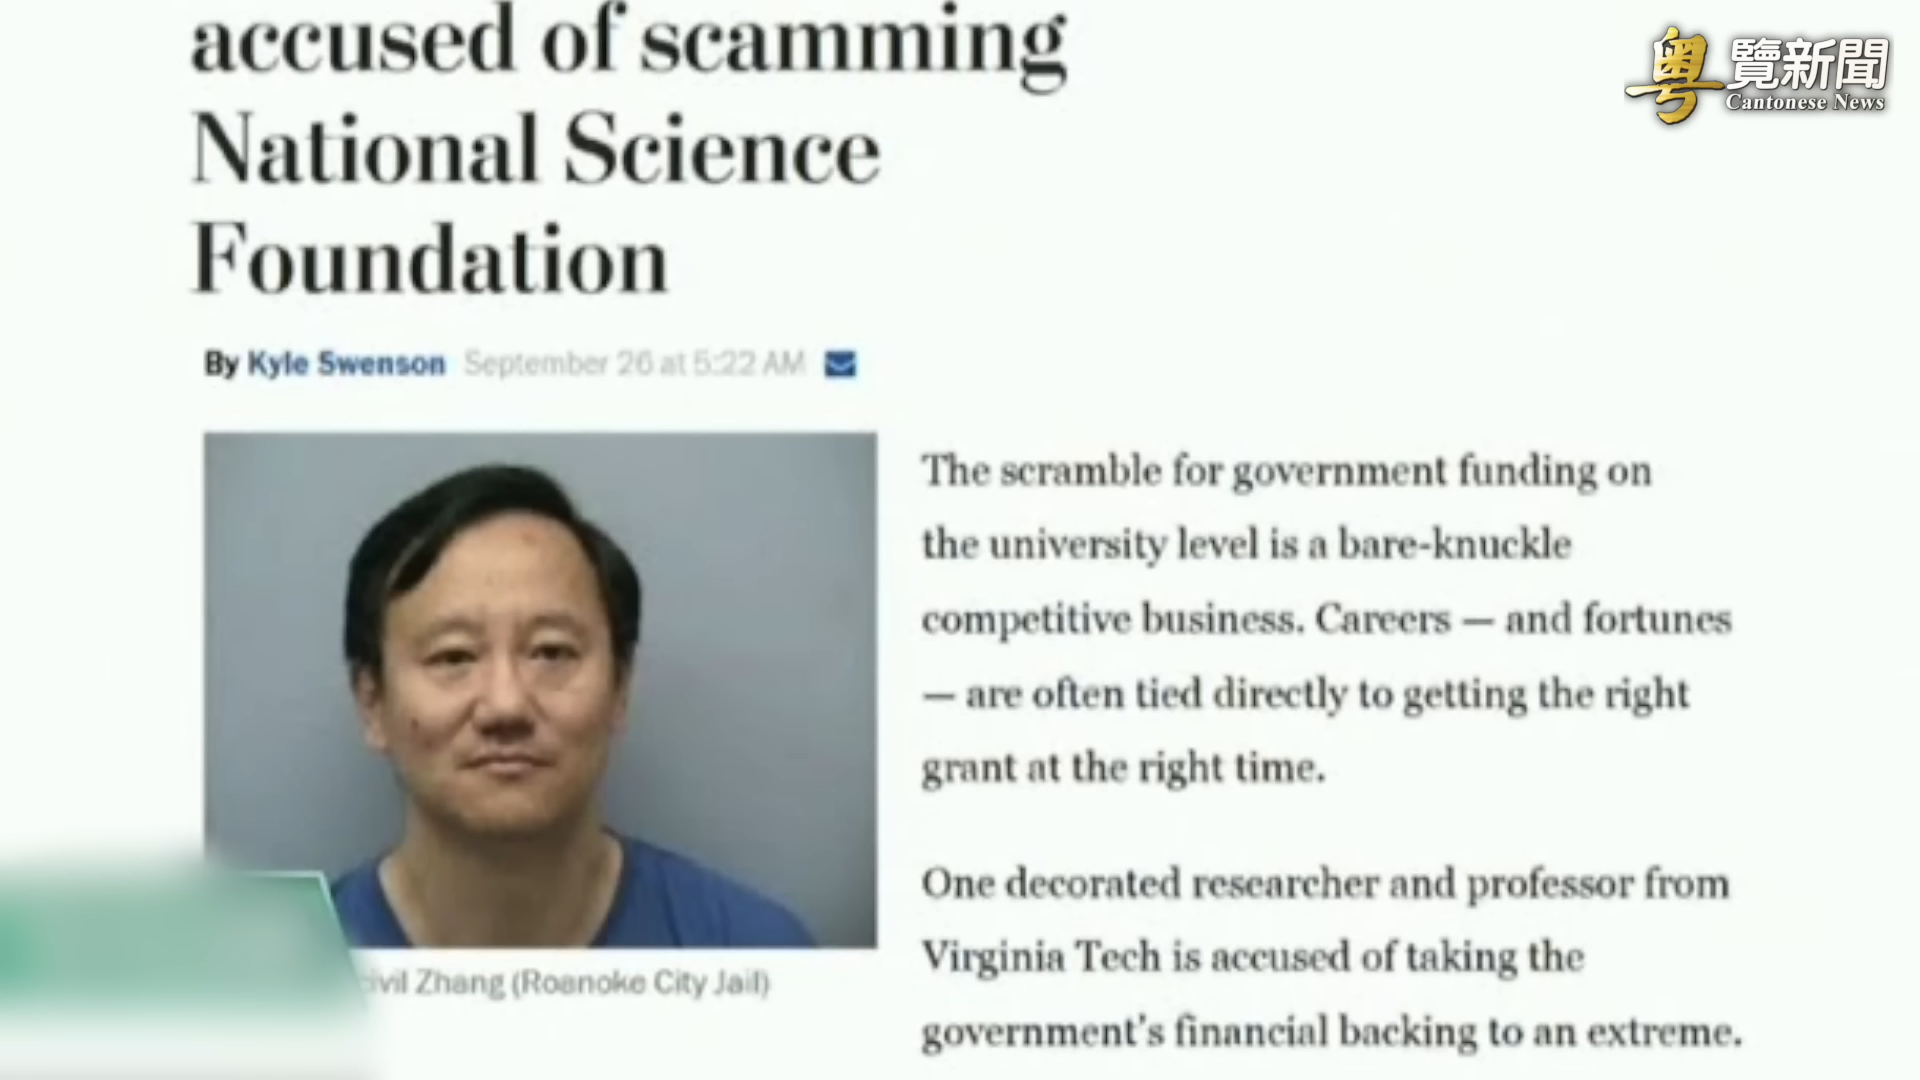 粤覽新聞
Cantonese News
accused of scamming
National Science
Foundation
By Kyle Swenson September 26 at 5:22 AM
The scramble for government funding on
the university level is a bare-knuckle
competitive business. Careers — and fortunes
— are often tied directly to getting the right
grant at the right time.
One decorated researcher and professor from
Virginia Tech is accused of taking the
government's financial backing to an extreme.
Zhang (Roanoke City Jail)